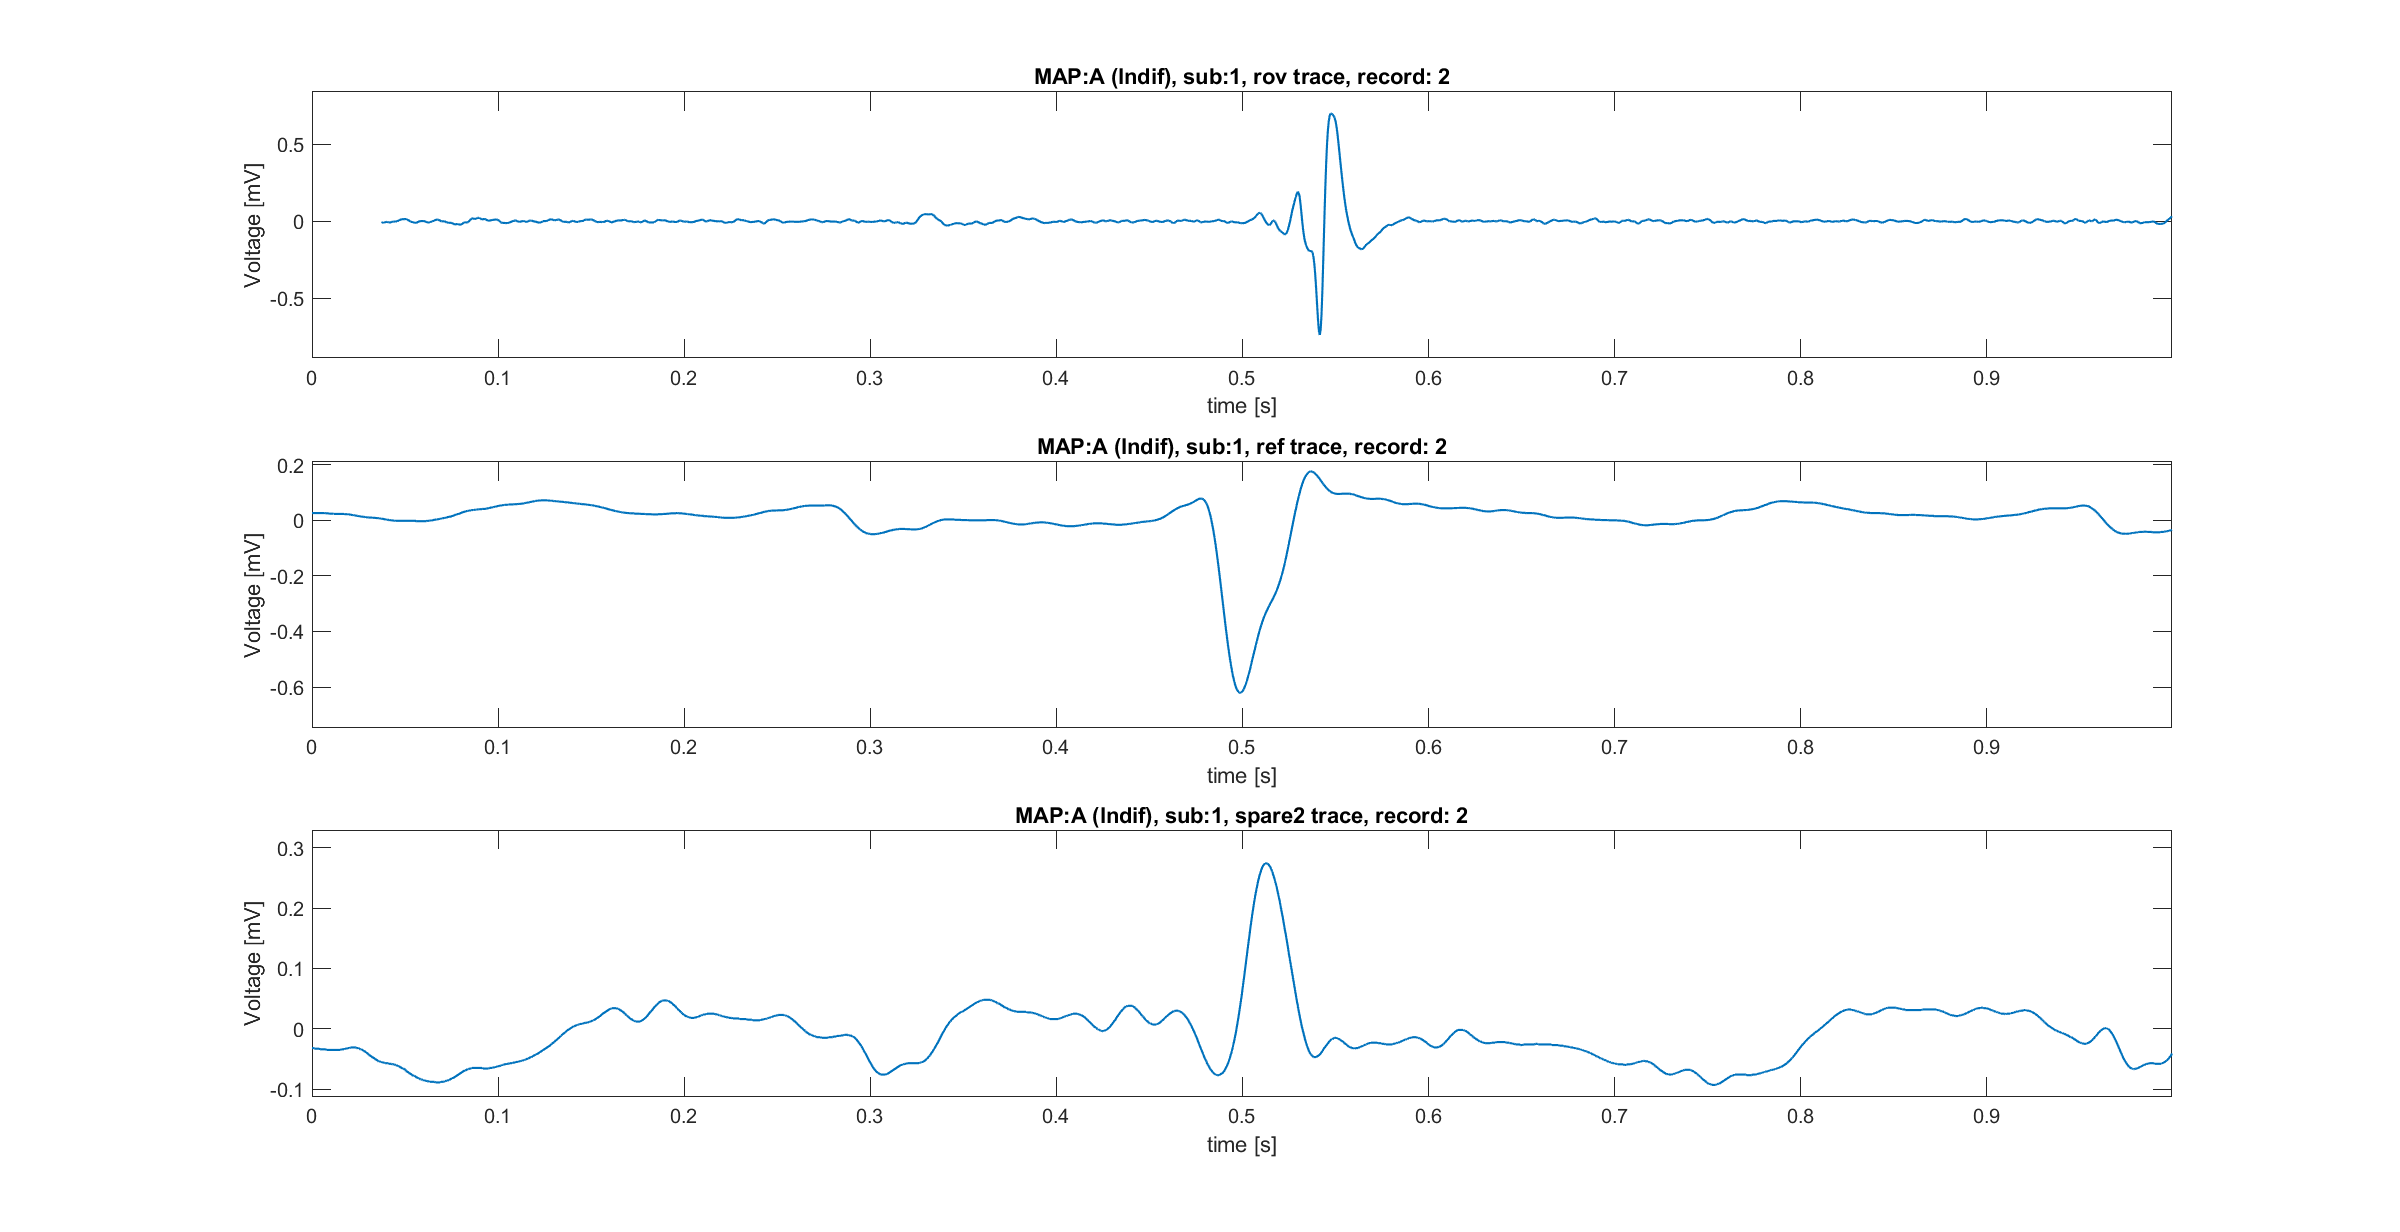 MAP:A (Indif), sub:1, rov trace, record: 2
Voltage [mV]
0.5
0
-0.5
0 0.1 0.2 0.3 0.4 0.5 0.6 0.7 0.8 0.9
time [s]
MAP:A (Indif), sub:1, ref trace, record: 2
Voltage [mV]
0.2
0
-0.2
-0.4
-0.6
0 0.1 0.2 0.3 0.4 0.5 0.6 0.7 0.8 0.9
time [s]
MAP:A (Indif), sub:1, spare2 trace, record: 2
Voltage [mV]
0.3
0.2
0.1
0
-0.1
0 0.1 0.2 0.3 0.4 0.5 0.6 0.7 0.8 0.9
time [s]